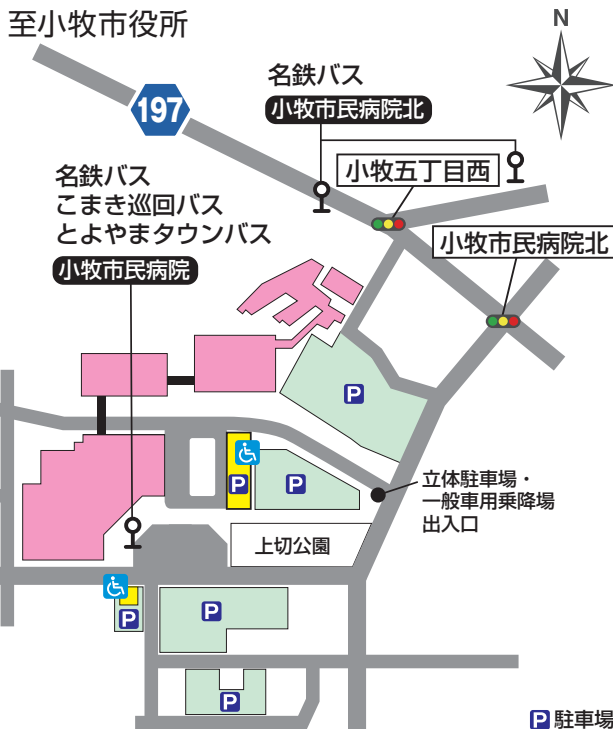 至小牧市役所
N
197
名鉄バス
小牧市民病院北
小牧五丁目西
名鉄バス
こまき巡回バス
とよやまタウンバス
小牧市民病院
小牧市民病院北
P
P
P
立体駐車場・
一般車用乗降場
出入口
上切公園
P
P
P
P 駐車場